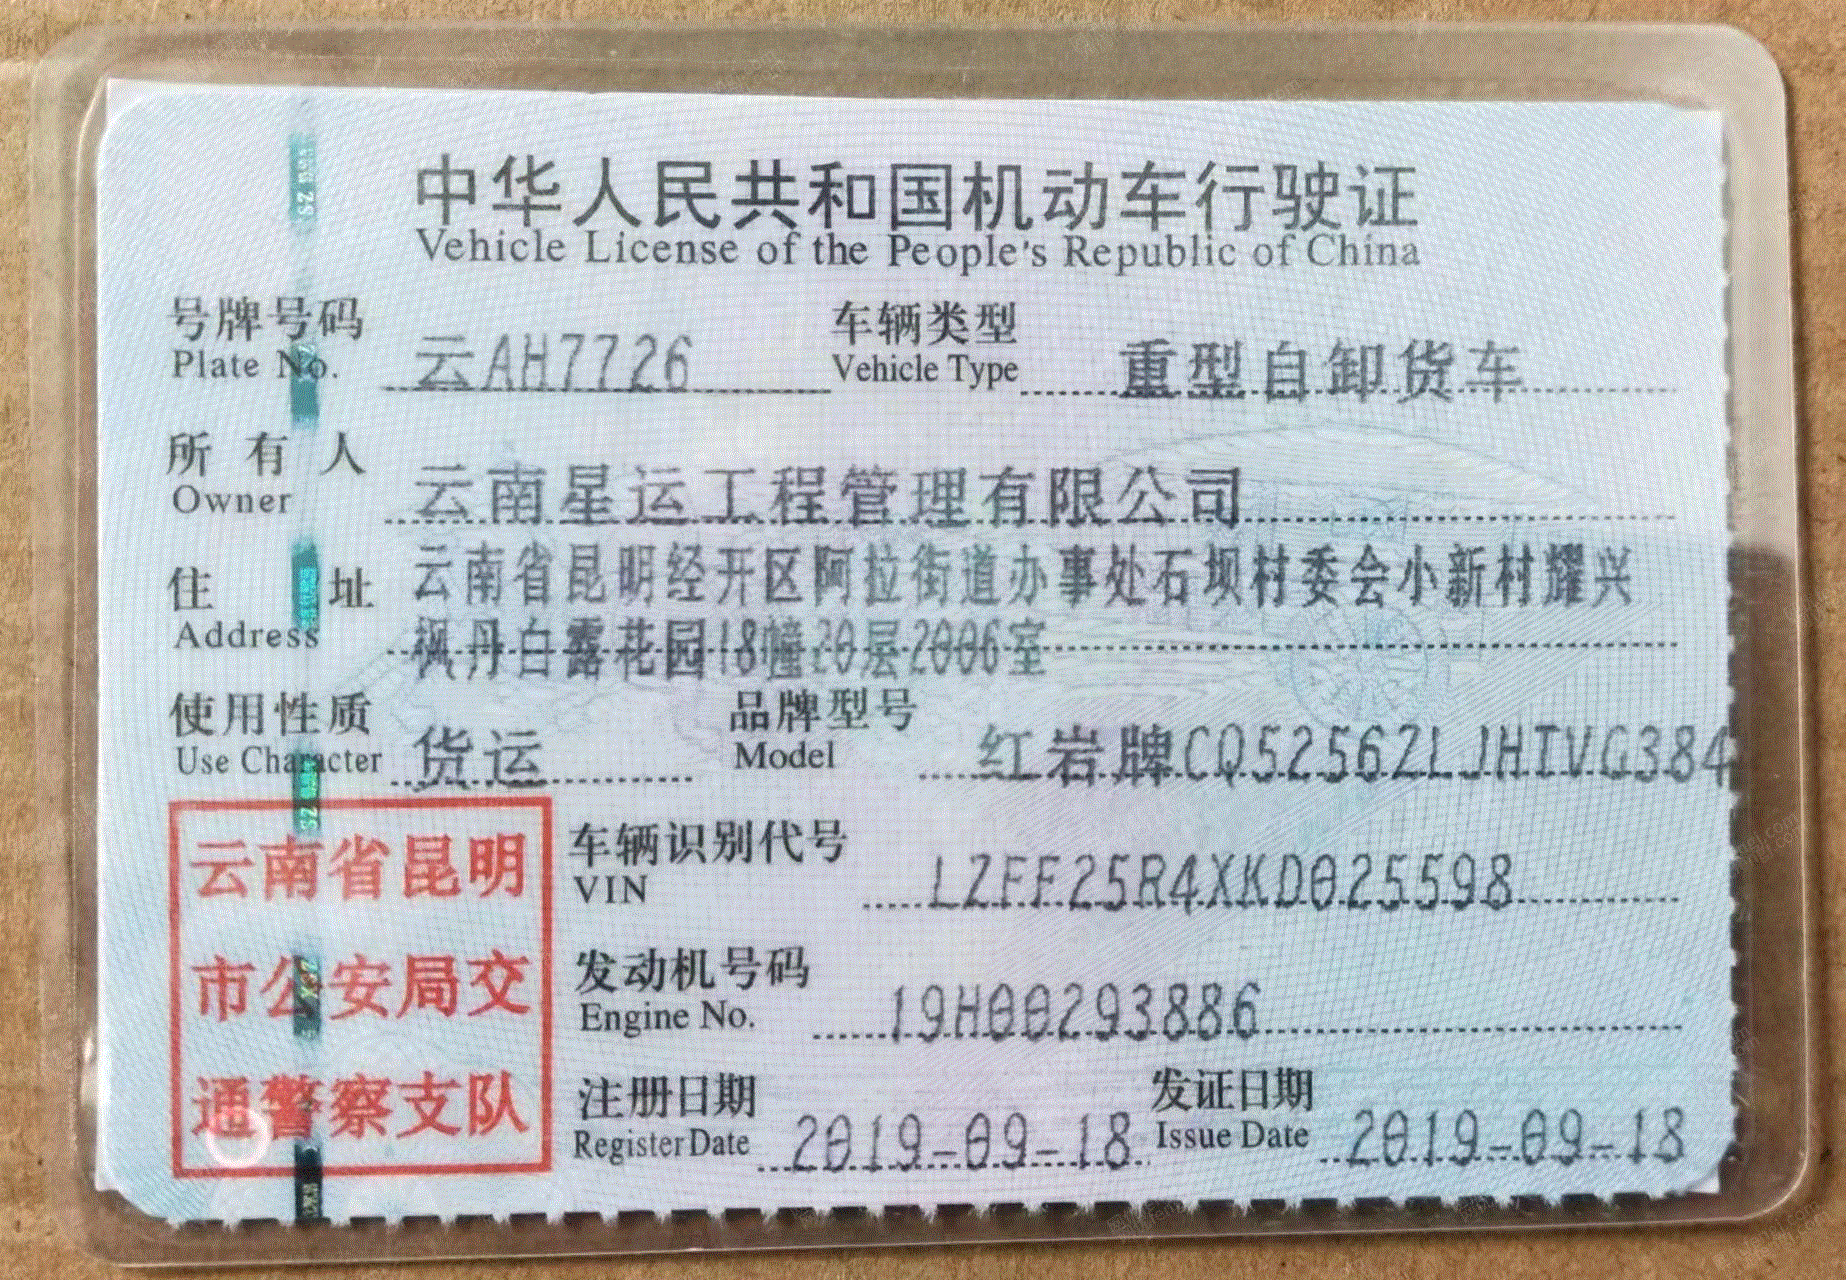 中华人民共和国机动车行驶证
Vehicle License of the People's Republic of China
号牌号码 云AH7726 车辆类型 重型自卸货车
Plate No. Vehicle Type
所有人 云南星运工程管理有限公司
Owner
住址 云南省昆明经开区阿拉街道办事处石坝村委会小新村耀兴
Address 枫丹白露花园18幢20层2006室
使用性质 货运 品牌型号 红岩牌CQ5256ZLJHTVG384
Use Character Model
云南省昆明
市公安局交
通警察支队
车辆识别代号 LZFF25R4XKD025598
VIN
发动机号码 19H00293886
Engine No.
注册日期 2019-09-18 发证日期 2019-09-18
Register Date Issue Date